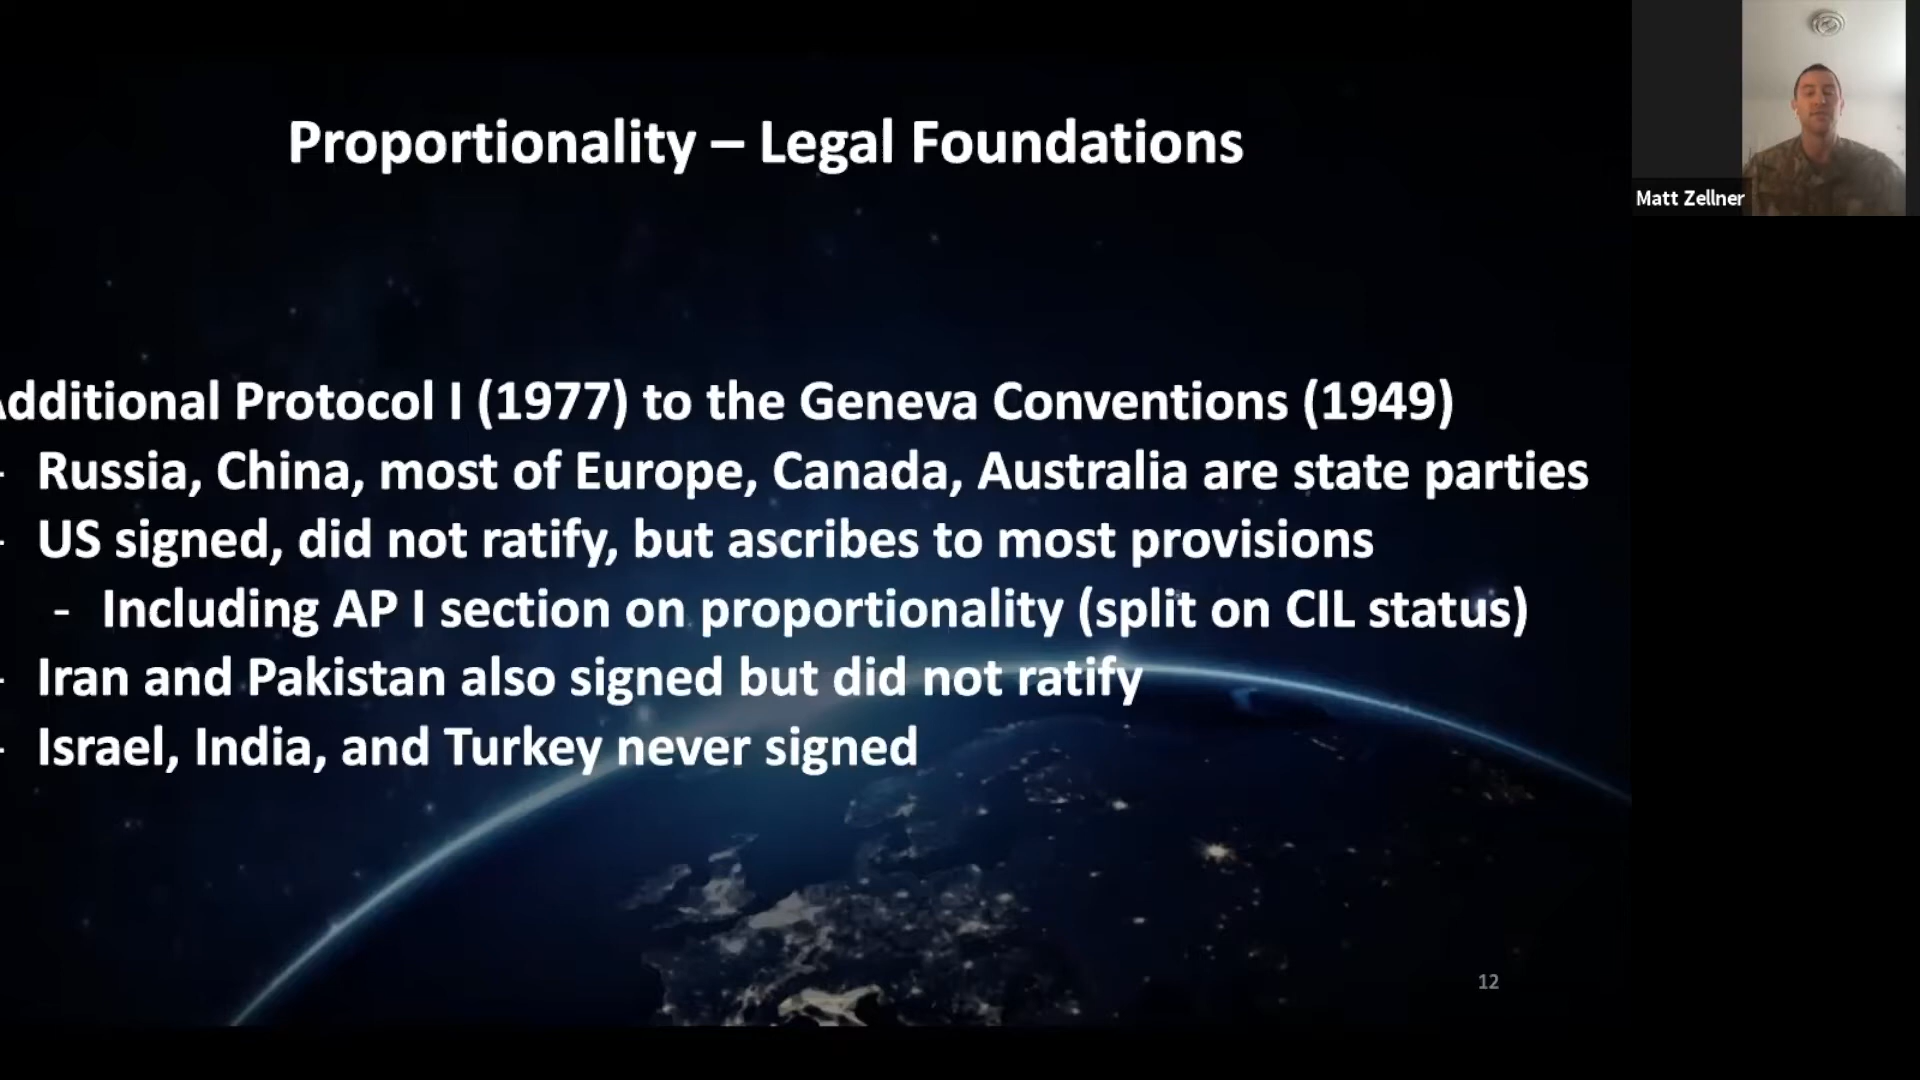 Proportionality – Legal Foundations
Matt Zellner
Additional Protocol I (1977) to the Geneva Conventions (1949)
- Russia, China, most of Europe, Canada, Australia are state parties
- US signed, did not ratify, but ascribes to most provisions
- Including AP I section on proportionality (split on CIL status)
- Iran and Pakistan also signed but did not ratify
- Israel, India, and Turkey never signed
12